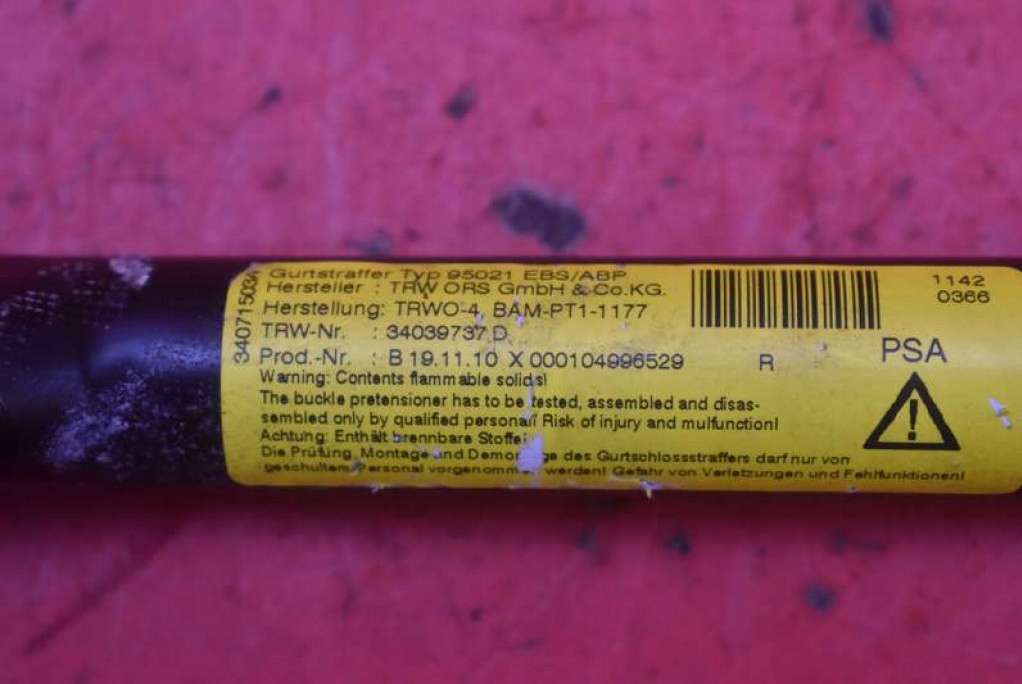 34071503A
Gurtstraffer Typ 95021 EBS/ABP
Hersteller : TRW ORS GmbH & Co.KG.
Herstellung: TRWO-4, BAM-PT1-1177
TRW-Nr. : 34039737 D
Prod.-Nr. : B 19.11.10 X 000104996529 R
Warning: Contents flammable solids!
The buckle pretensioner has to be tested, assembled and disas-
sembled only by qualified personal! Risk of injury and mulfunction!
Achtung: Enthält brennbare Stoffe!
Die Prüfung, Montage und des Gurtschlossstraffers darf nur von
geschultem Personal vorgenommen werden! Gefahr von Verletzungen und Fehlfunktionen!
1142
0366
PSA